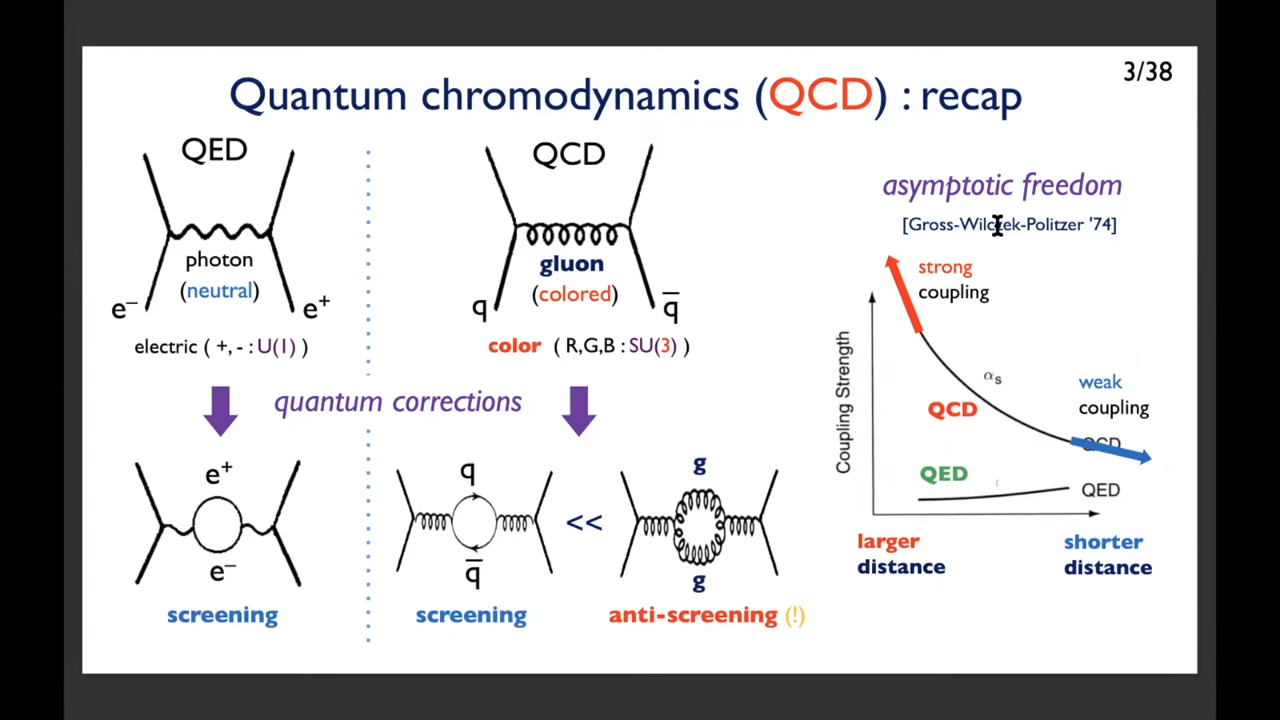 3/38
Quantum chromodynamics (QCD) : recap
QED
photon
(neutral)
e⁻
e⁺
electric ( +, - : U(1) )
QCD
gluon
(colored)
q
q̅
color ( R,G,B : SU(3) )
quantum corrections
e⁺
e⁻
screening
q
q̅
screening
<<
g
g
anti-screening (!)
asymptotic freedom
[Gross-Wilczek-Politzer '74]
strong
coupling
Coupling Strength
αs
QCD
weak
coupling
QCD
QED
QED
larger
distance
shorter
distance